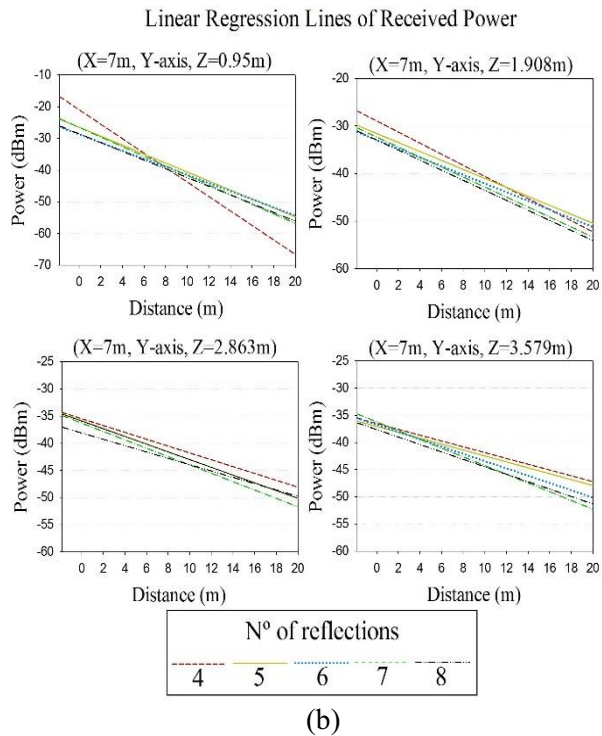 Linear Regression Lines of Received Power
(X=7m, Y-axis, Z=0.95m)
Power (dBm)
-10
-20
-30
-40
-50
-60
-70
0 2 4 6 8 10 12 14 16 18 20
Distance (m)
(X=7m, Y-axis, Z=1.908m)
Power (dBm)
-20
-30
-40
-50
-60
0 2 4 6 8 10 12 14 16 18 20
Distance (m)
(X=7m, Y-axis, Z=2.863m)
Power (dBm)
-25
-30
-35
-40
-45
-50
-55
-60
0 2 4 6 8 10 12 14 16 18 20
Distance (m)
(X=7m, Y-axis, Z=3.579m)
Power (dBm)
-25
-30
-35
-40
-45
-50
-55
-60
0 2 4 6 8 10 12 14 16 18 20
Distance (m)
Nº of reflections
4 5 6 7 8
(b)